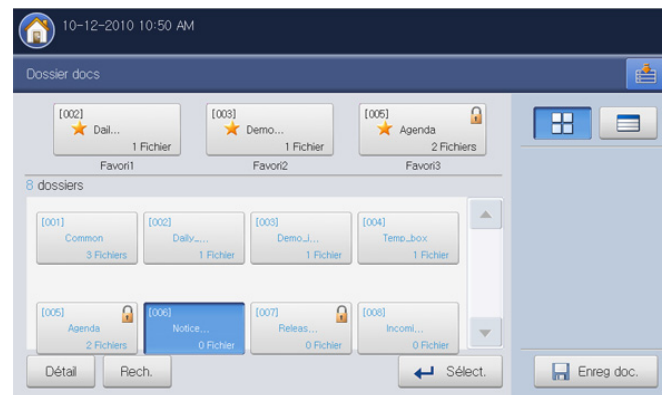 10-12-2010 10:50 AM
Dossier docs
[002] [003] [005]
Dail... Demo... Agenda
1 Fichier 1 Fichier 2 Fichiers
Favori1 Favori2 Favori3
8 dossiers
[001] [002] [003] [004]
Common Daily_... Demo_i... Temp_box
3 Fichiers 1 Fichier 1 Fichier 1 Fichier
[005] [006] [007] [008]
Agenda Notice... Releas... Incomi...
2 Fichiers 0 Fichier 0 Fichier 0 Fichier
Détail Rech. Sélect. Enreg doc.